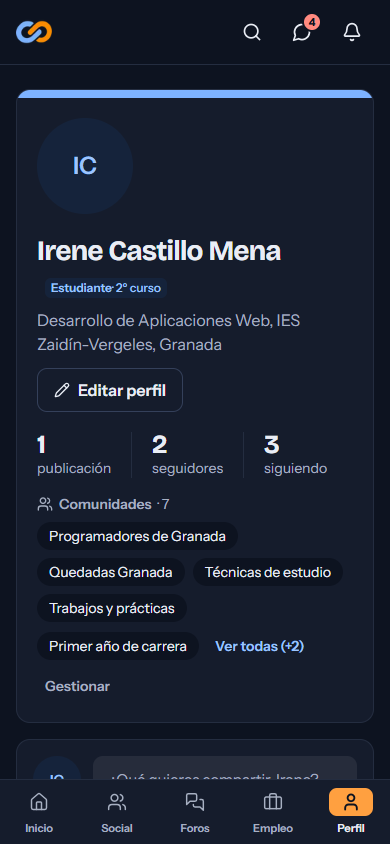 4
IC
Irene Castillo Mena
Estudiante · 2º curso
Desarrollo de Aplicaciones Web, IES
Zaidín-Vergeles, Granada
Editar perfil
1 2 3
publicación seguidores siguiendo
Comunidades · 7
Programadores de Granada
Quedadas Granada Técnicas de estudio
Trabajos y prácticas
Primer año de carrera Ver todas (+2)
Gestionar
IC ¿Qué quieres compartir, Irene?
Inicio Social Foros Empleo Perfil